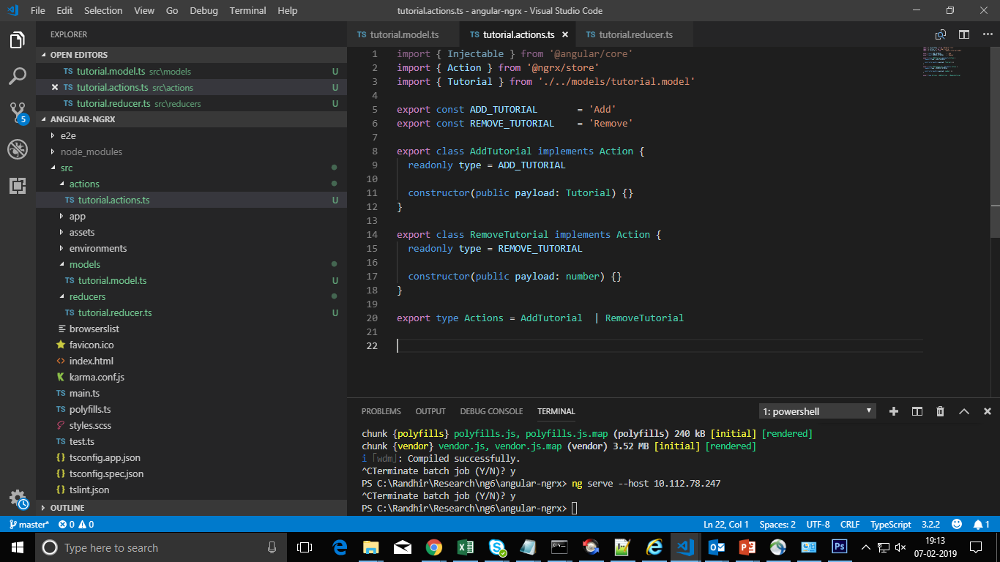 File Edit Selection View Go Debug Terminal Help
tutorial.actions.ts - angular-ngrx - Visual Studio Code
EXPLORER
OPEN EDITORS
TS tutorial.model.ts src\models U
TS tutorial.actions.ts src\actions U
TS tutorial.reducer.ts src\reducers U
5
ANGULAR-NGRX
e2e
node_modules
src
actions
TS tutorial.actions.ts U
app
assets
environments
models
TS tutorial.model.ts U
reducers
TS tutorial.reducer.ts U
browserslist
favicon.ico
index.html
karma.conf.js
TS main.ts
TS polyfills.ts
styles.scss
TS test.ts
{} tsconfig.app.json
{} tsconfig.spec.json
{} tslint.json
OUTLINE
TS tutorial.model.ts TS tutorial.actions.ts TS tutorial.reducer.ts
1 import { Injectable } from '@angular/core'
2 import { Action } from '@ngrx/store'
3 import { Tutorial } from './../models/tutorial.model'
4
5 export const ADD_TUTORIAL = 'Add'
6 export const REMOVE_TUTORIAL = 'Remove'
7
8 export class AddTutorial implements Action {
9 readonly type = ADD_TUTORIAL
10
11 constructor(public payload: Tutorial) {}
12 }
13
14 export class RemoveTutorial implements Action {
15 readonly type = REMOVE_TUTORIAL
16
17 constructor(public payload: number) {}
18 }
19
20 export type Actions = AddTutorial | RemoveTutorial
21
22
PROBLEMS OUTPUT DEBUG CONSOLE TERMINAL
1: powershell
chunk {polyfills} polyfills.js, polyfills.js.map (polyfills) 240 kB [initial] [rendered]
chunk {vendor} vendor.js, vendor.js.map (vendor) 3.52 MB [initial] [rendered]
i ｢wdm｣: Compiled successfully.
^CTerminate batch job (Y/N)? y
PS C:\Randhir\Research\ng6\angular-ngrx> ng serve --host 10.112.78.247
^CTerminate batch job (Y/N)? y
PS C:\Randhir\Research\ng6\angular-ngrx>
master* 0 0
Ln 22, Col 1 Spaces: 2 UTF-8 CRLF TypeScript 3.2.2 1
Type here to search
Ps
19:13
07-02-2019